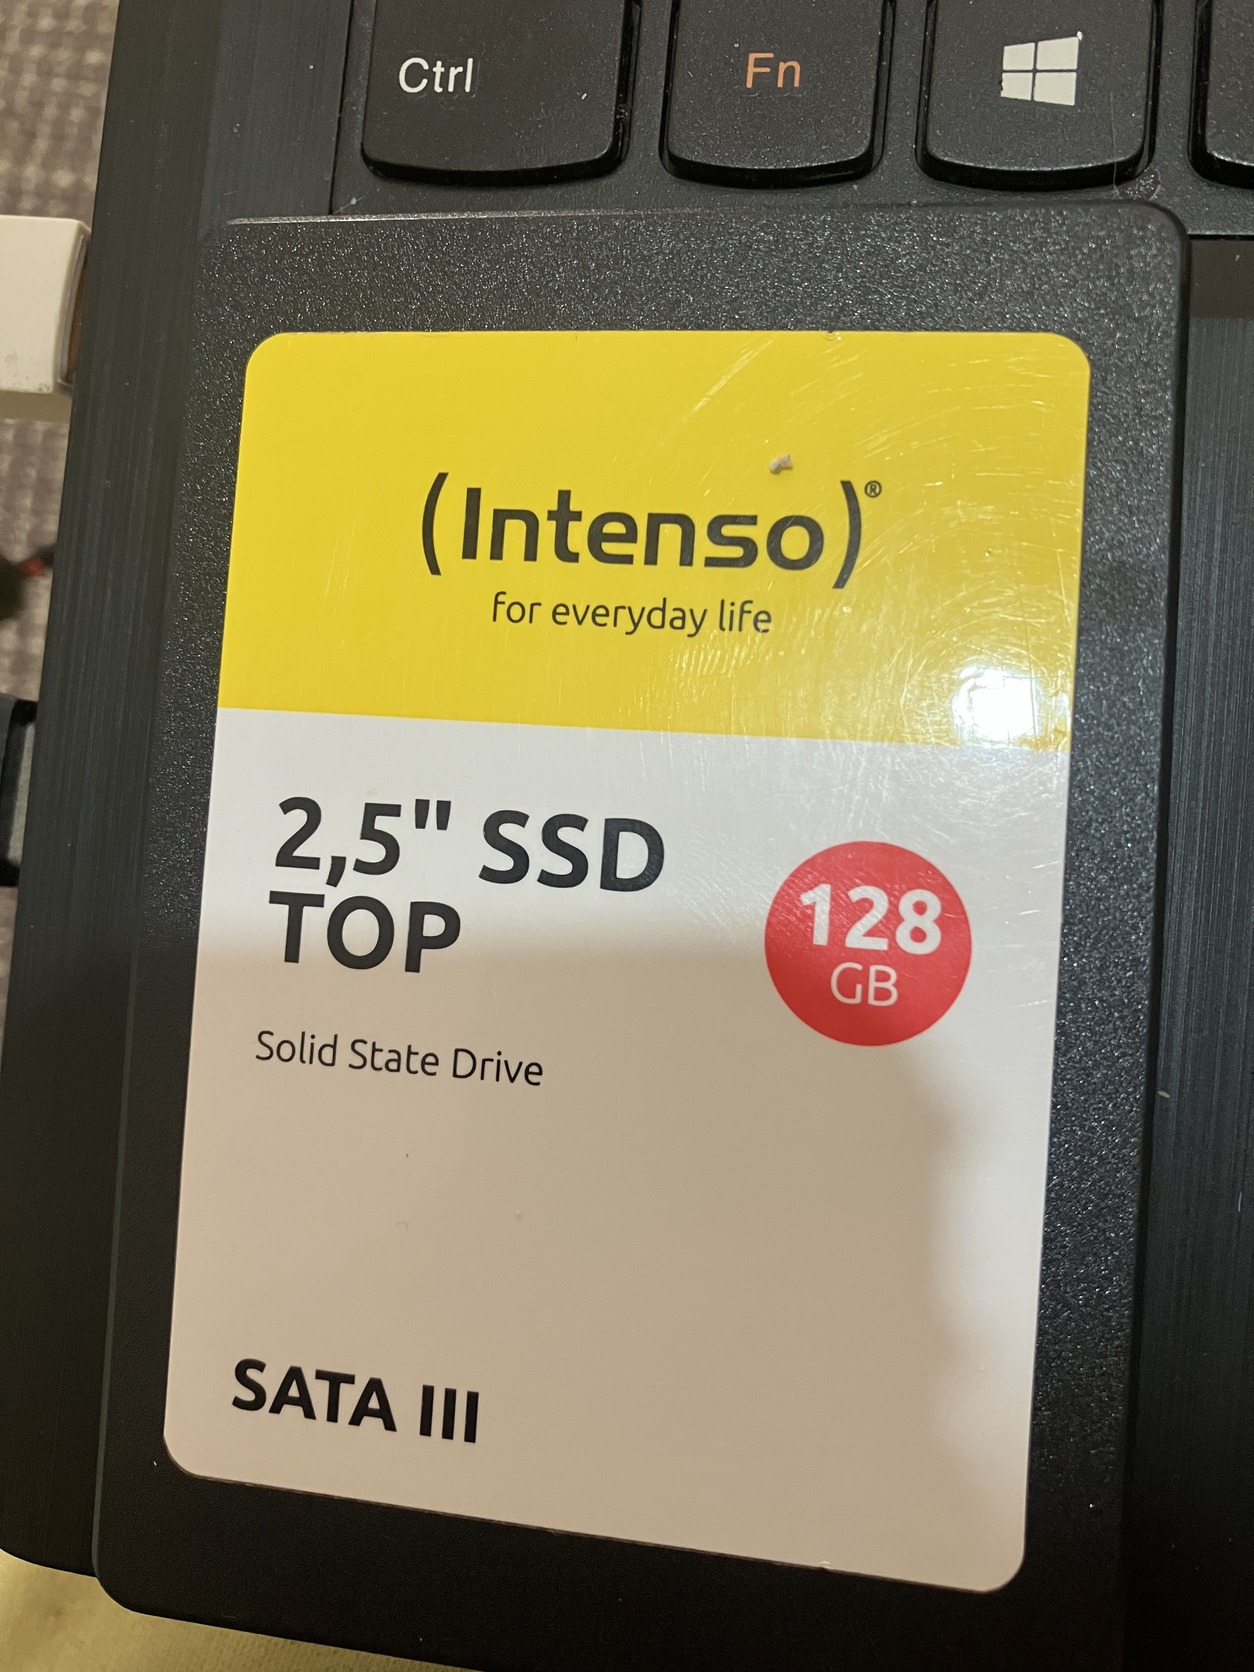 Ctrl Fn
(Intenso)®
for everyday life
2,5" SSD
TOP
128
GB
Solid State Drive
SATA III